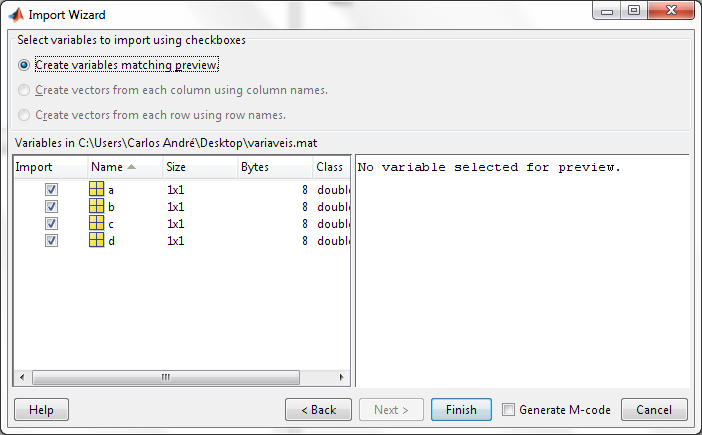 Import Wizard
Select variables to import using checkboxes
Create variables matching preview.
Create vectors from each column using column names.
Create vectors from each row using row names.
Variables in C:\Users\Carlos André\Desktop\variaveis.mat
Import Name Size Bytes Class
a 1x1 8 double
b 1x1 8 double
c 1x1 8 double
d 1x1 8 double
No variable selected for preview.
Help < Back Next > Finish Generate M-code Cancel